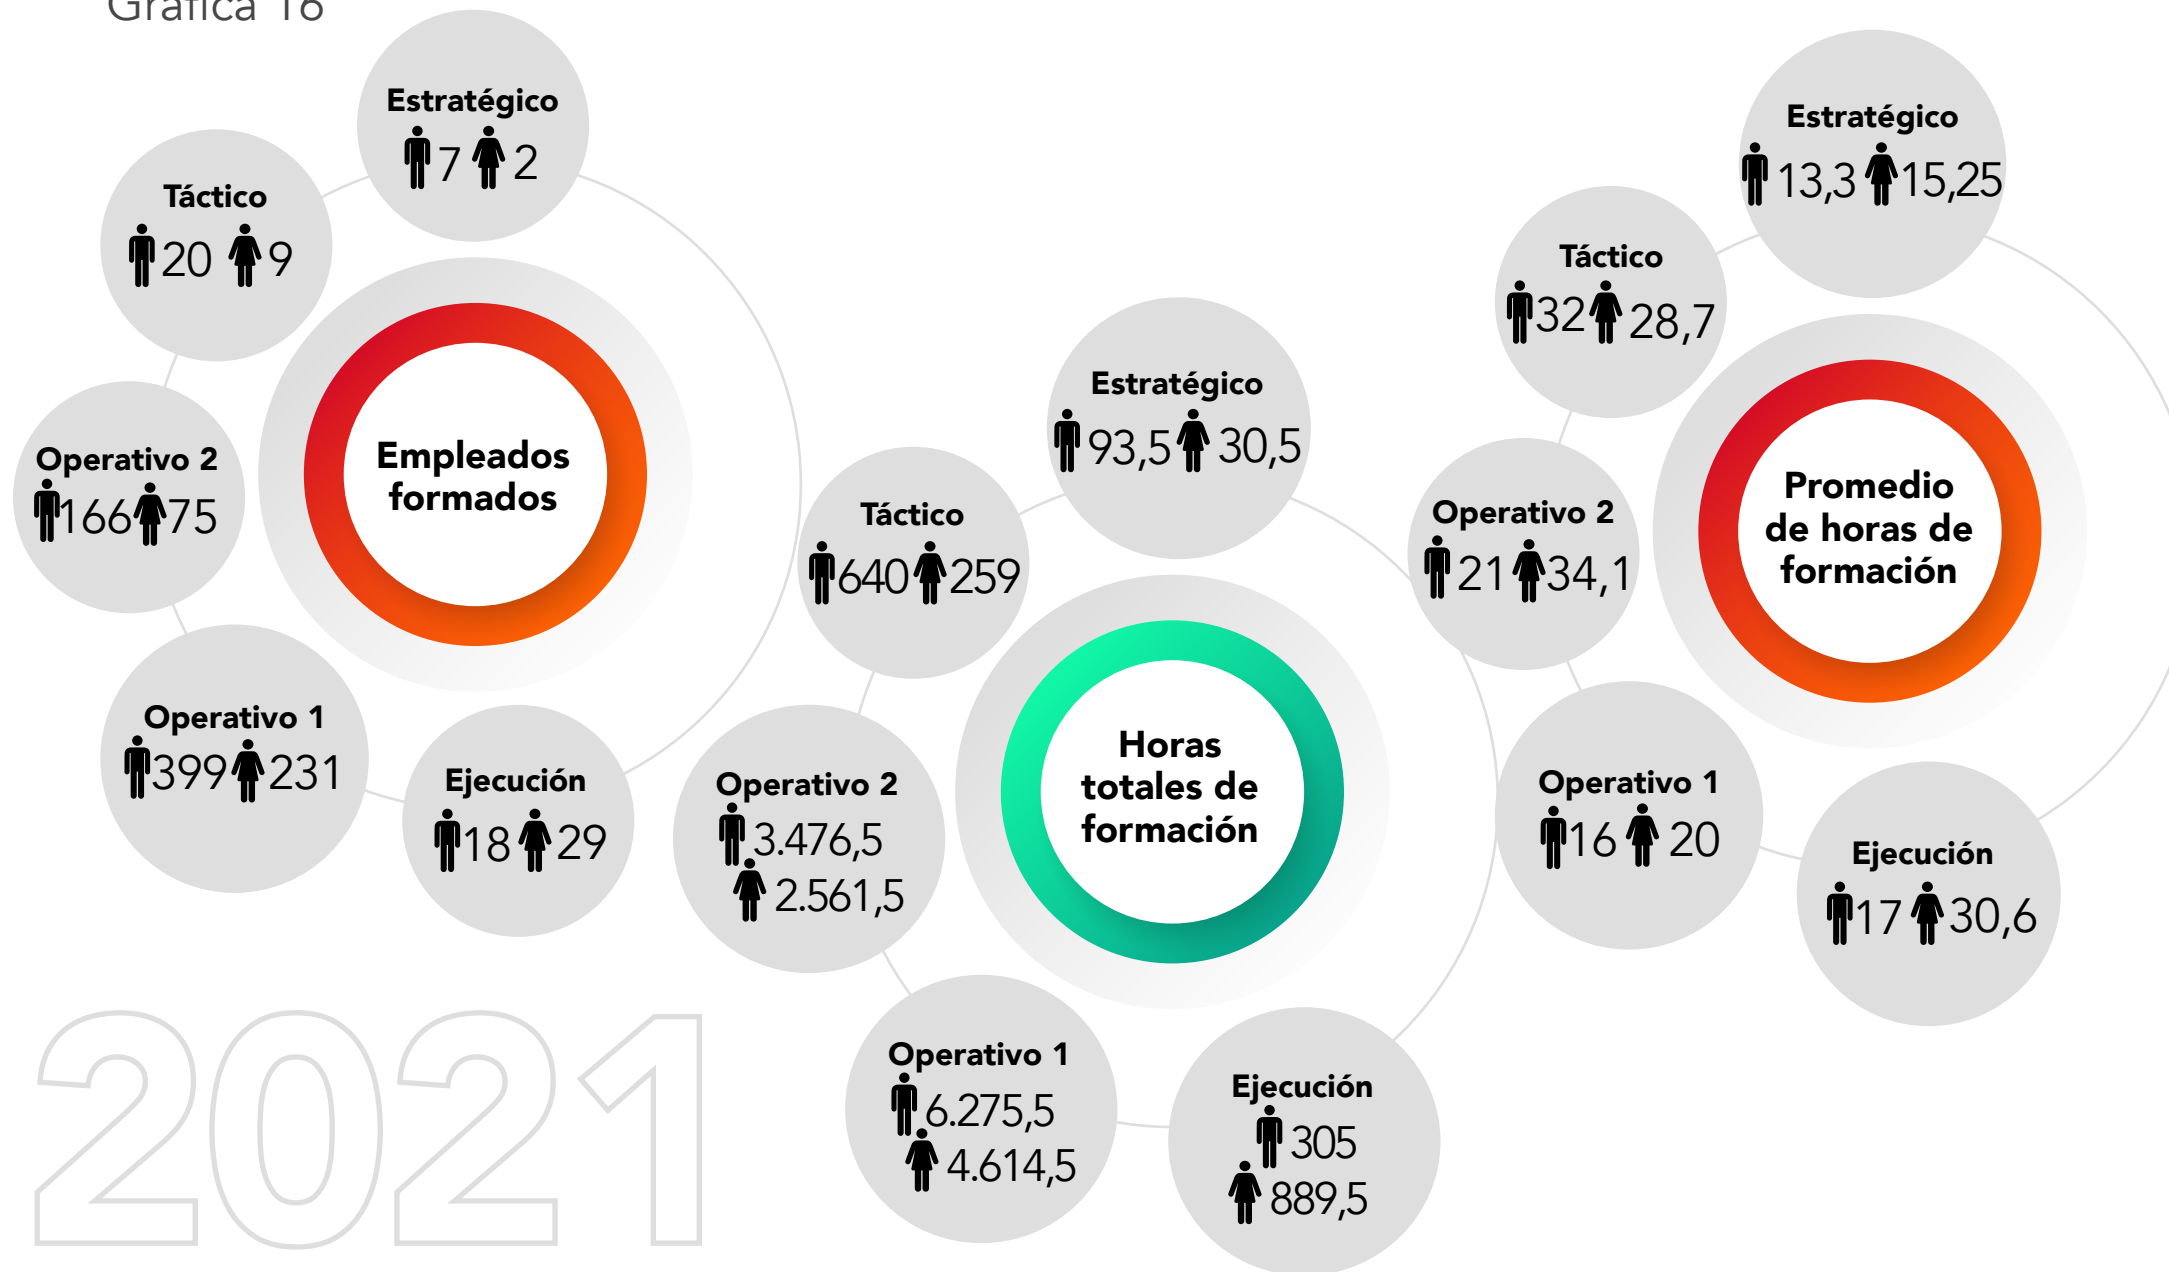 Gráfica 16
Estratégico
7 2
Táctico
20 9
Operativo 2
166 75
Operativo 1
399 231
Ejecución
18 29
Empleados
formados
Estratégico
93,5 30,5
Táctico
640 259
Operativo 2
3.476,5
2.561,5
Operativo 1
6.275,5
4.614,5
Ejecución
305
889,5
Horas
totales de
formación
Estratégico
13,3 15,25
Táctico
32 28,7
Operativo 2
21 34,1
Operativo 1
16 20
Ejecución
17 30,6
Promedio
de horas de
formación
2021